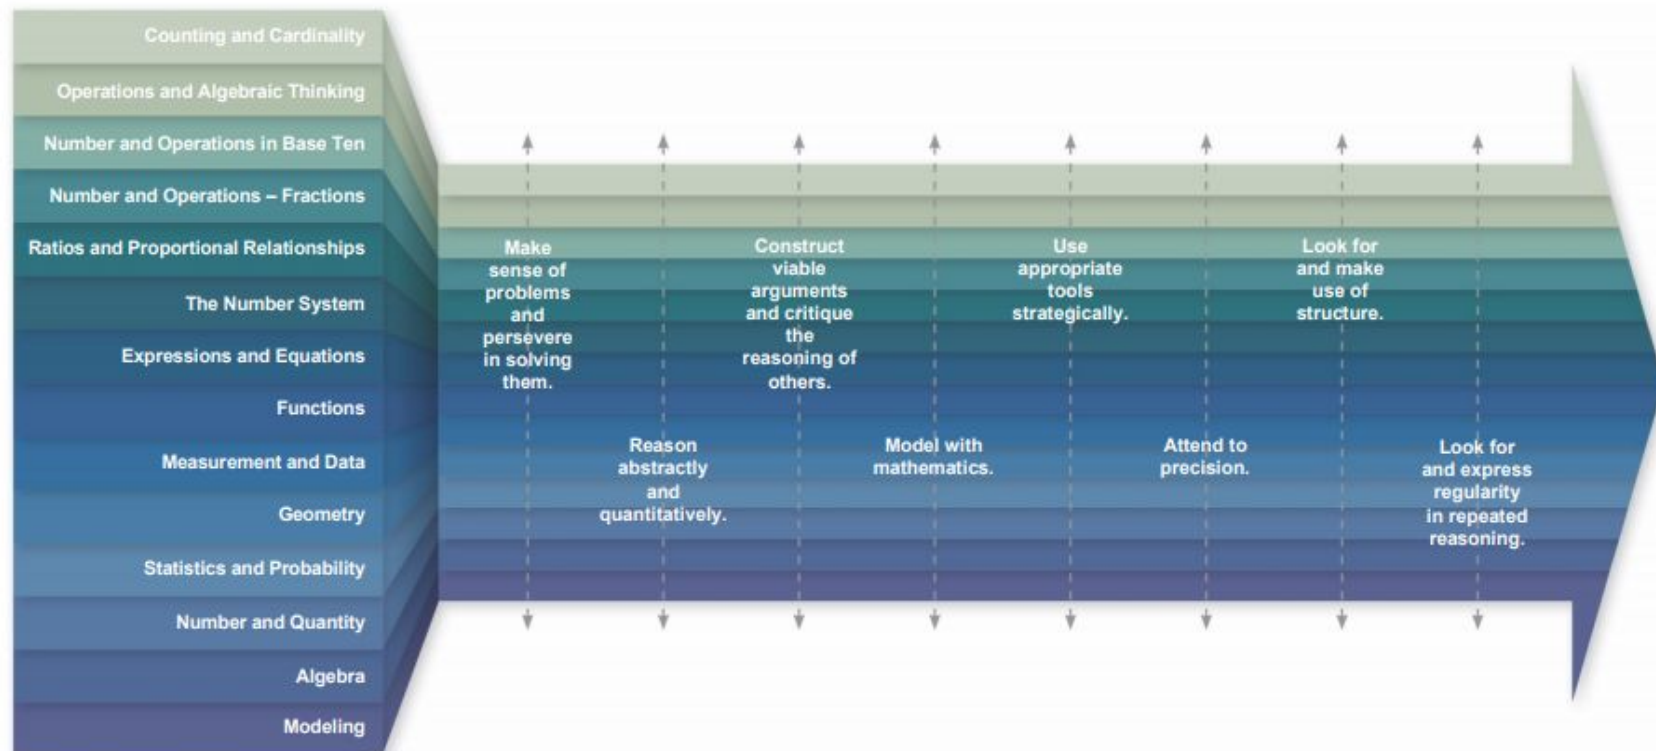 Counting and Cardinality
Operations and Algebraic Thinking
Number and Operations in Base Ten
Number and Operations – Fractions
Ratios and Proportional Relationships
The Number System
Expressions and Equations
Functions
Measurement and Data
Geometry
Statistics and Probability
Number and Quantity
Algebra
Modeling
Make
sense of
problems
and
persevere
in solving
them.
Reason
abstractly
and
quantitatively.
Construct
viable
arguments
and critique
the
reasoning of
others.
Model with
mathematics.
Use
appropriate
tools
strategically.
Attend to
precision.
Look for
and make
use of
structure.
Look for
and express
regularity
in repeated
reasoning.